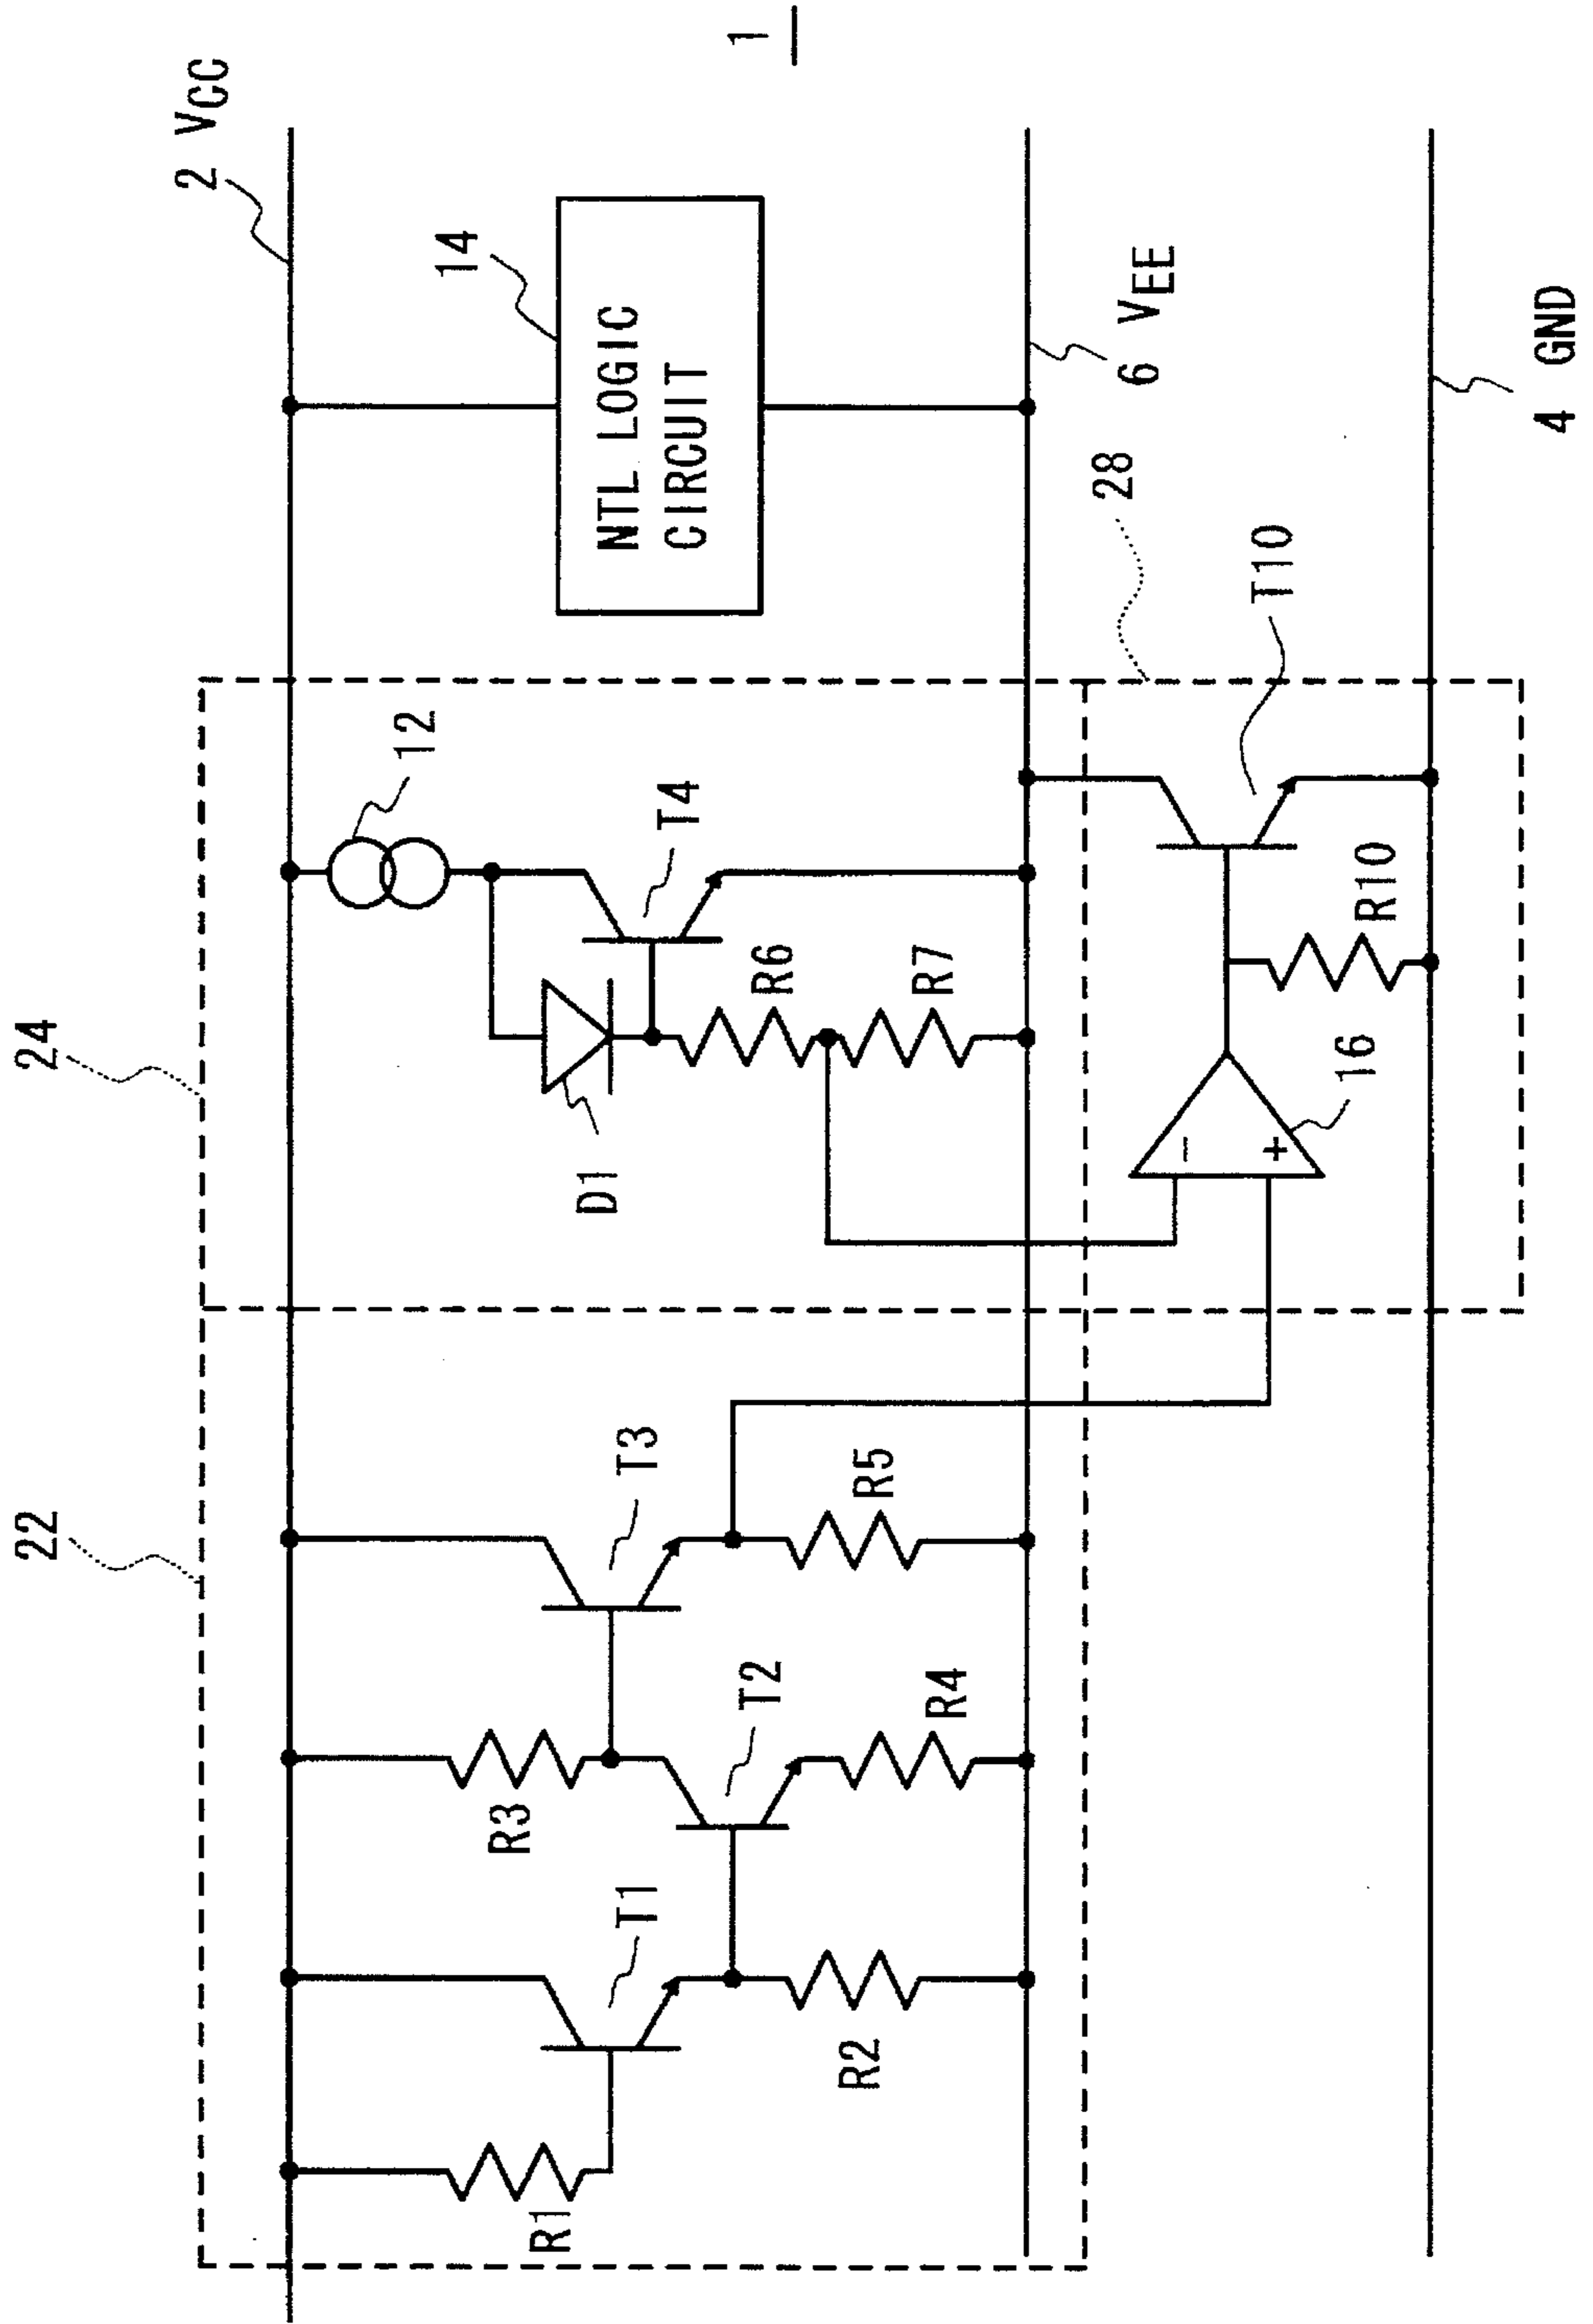 22
24
1
2 VCC
12
14
NTL LOGIC
CIRCUIT
R1
R3
T1
T3
D1
T4
R2
T2
R4
R5
R6
R7
6 VEE
28
16
R10
T10
4 GND
-
+